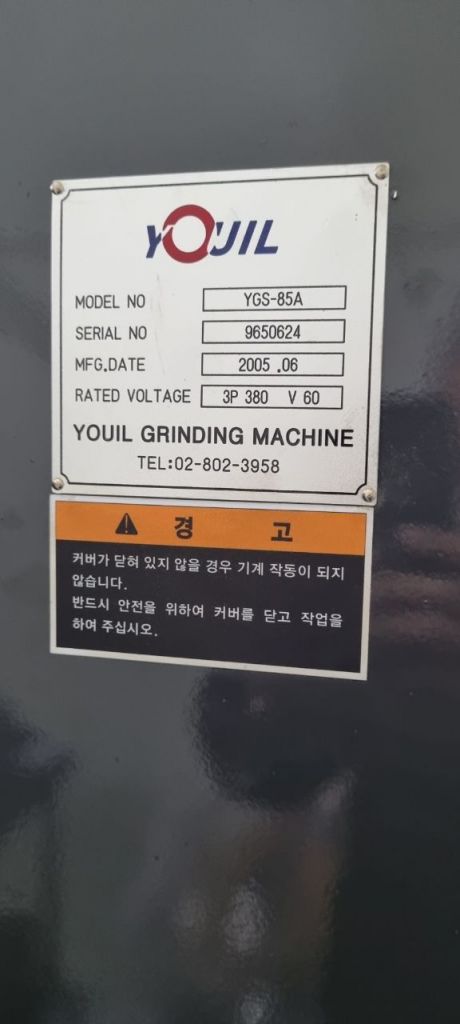 YOUIL
MODEL NO YGS-85A
SERIAL NO 9650624
MFG.DATE 2005 .06
RATED VOLTAGE 3P 380 V 60
YOUIL GRINDING MACHINE
TEL:02-802-3958
경 고
커버가 닫혀 있지 않을 경우 기계 작동이 되지
않습니다.
반드시 안전을 위하여 커버를 닫고 작업을
하여 주십시오.